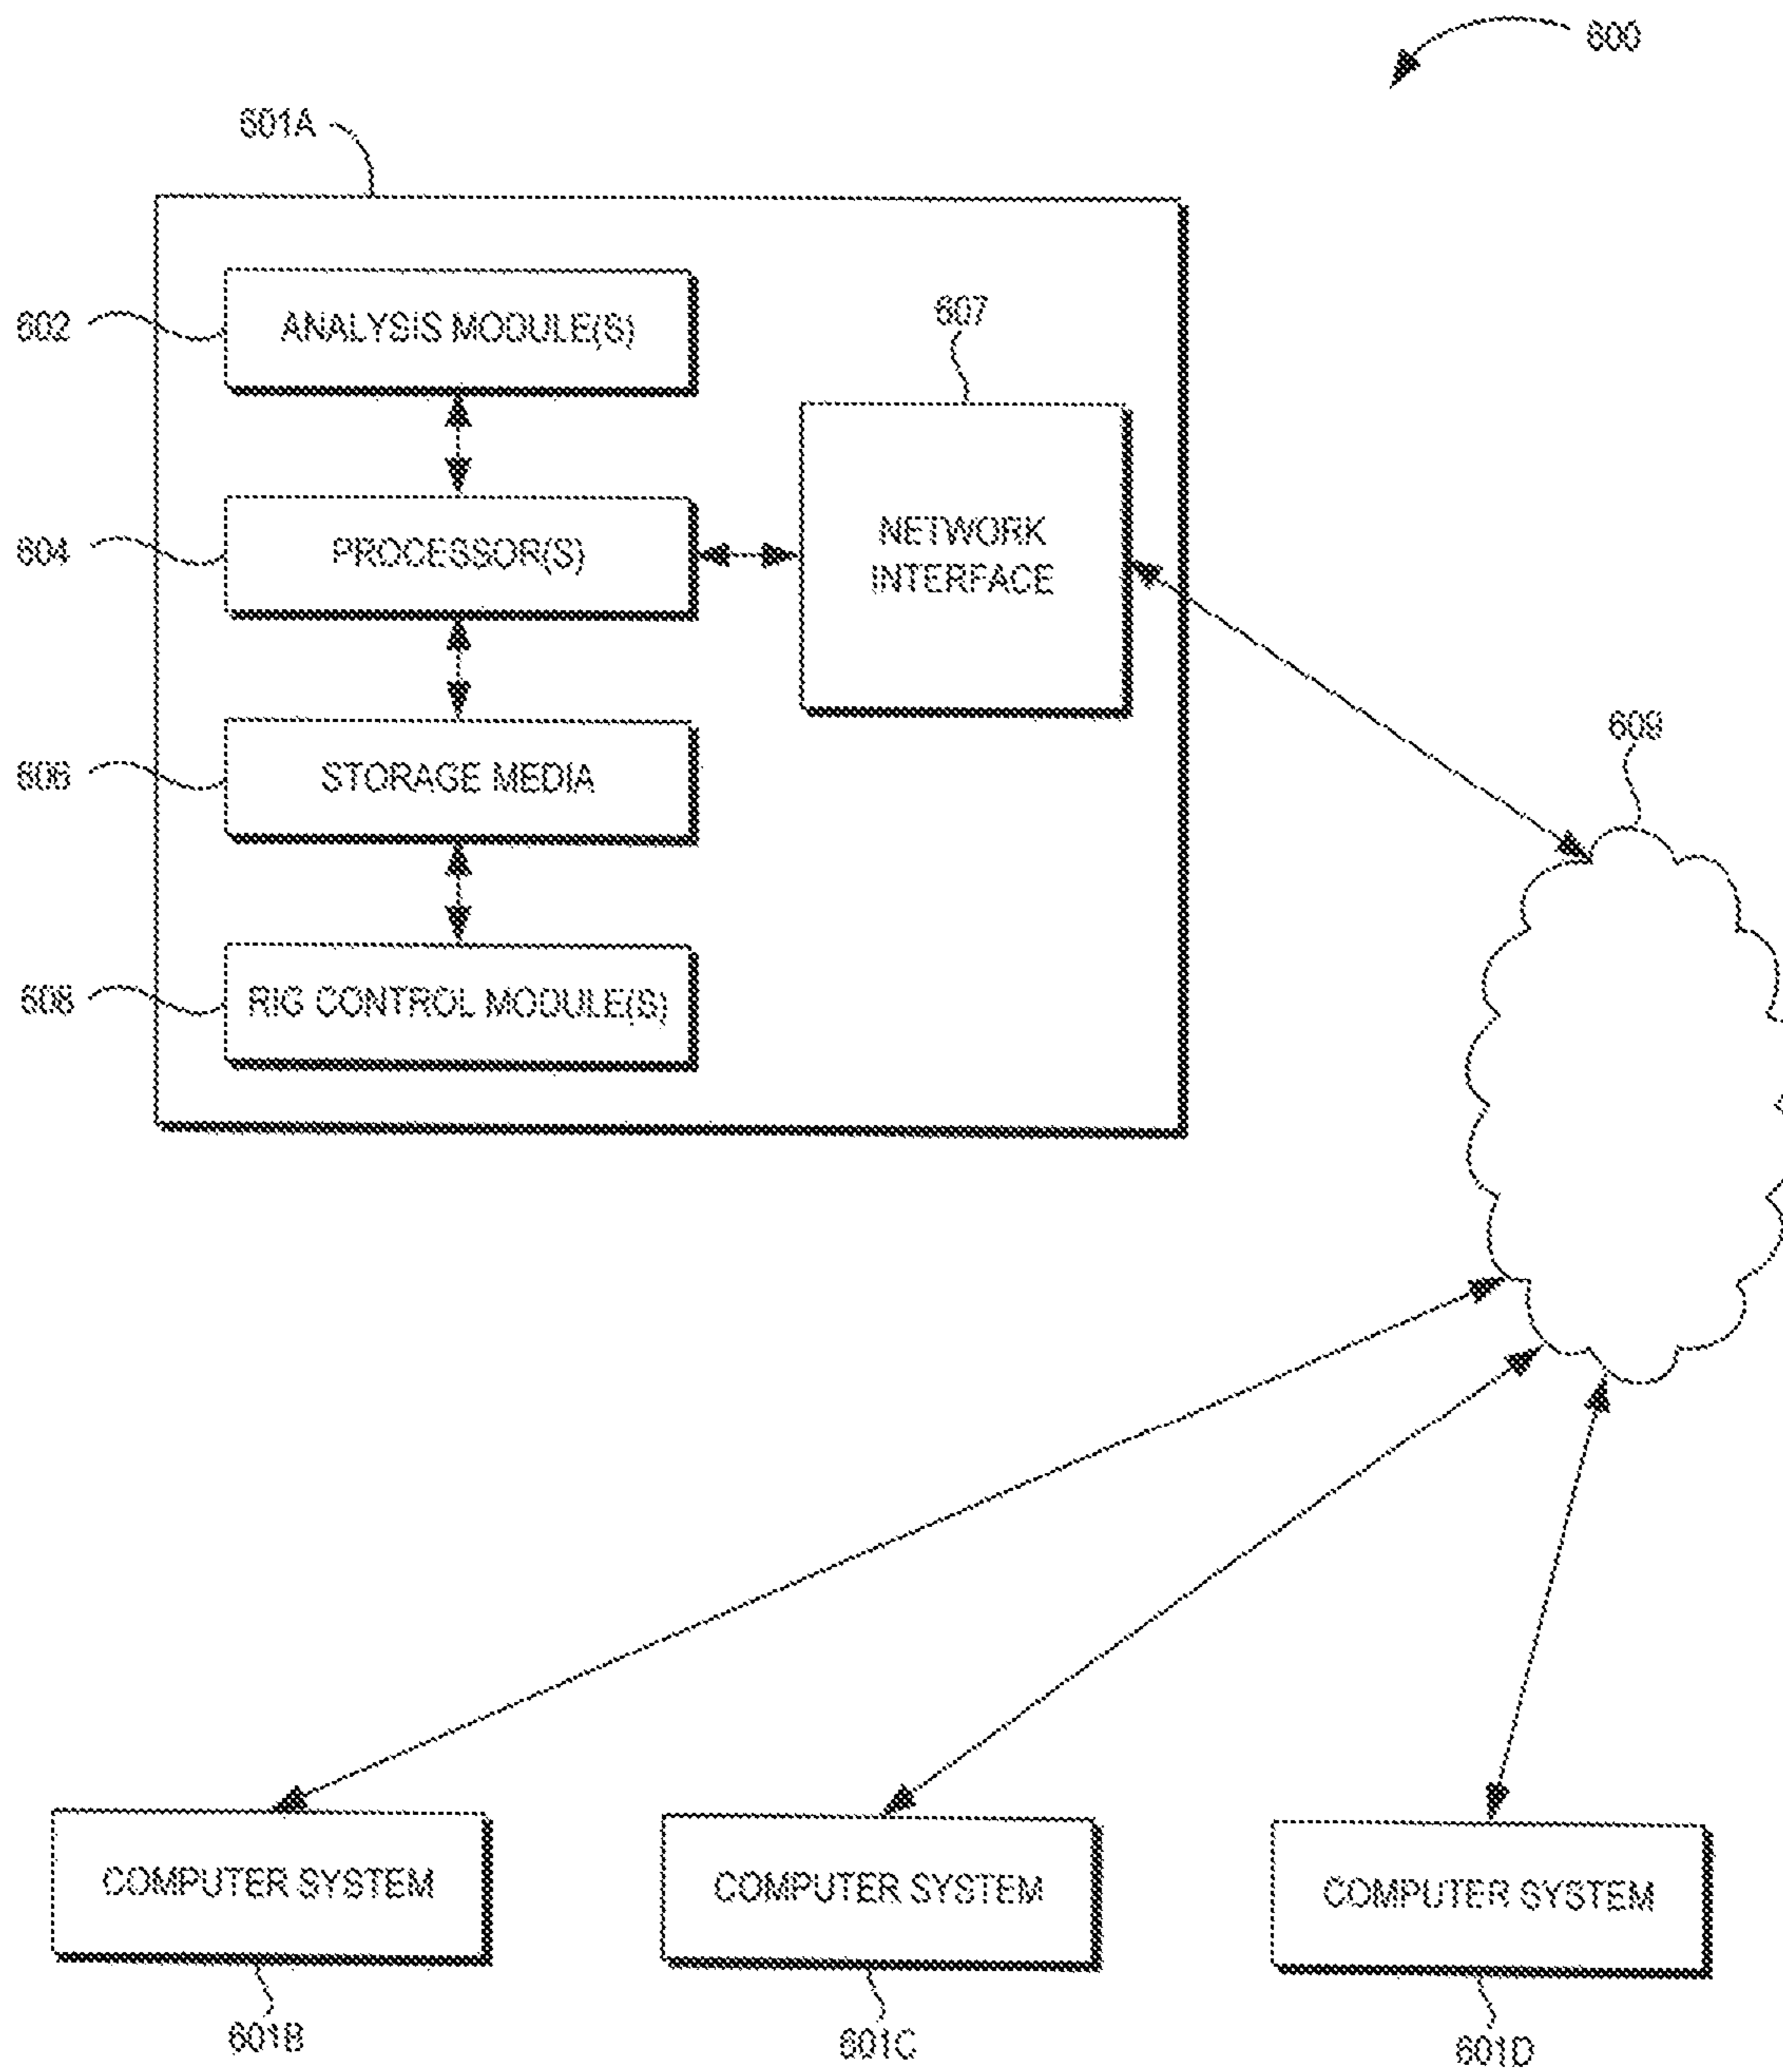 600
601A
602
ANALYSIS MODULE(S)
607
604
PROCESSOR(S)
NETWORK
INTERFACE
606
STORAGE MEDIA
609
608
RIG CONTROL MODULE(S)
COMPUTER SYSTEM
COMPUTER SYSTEM
COMPUTER SYSTEM
601B
601C
601D